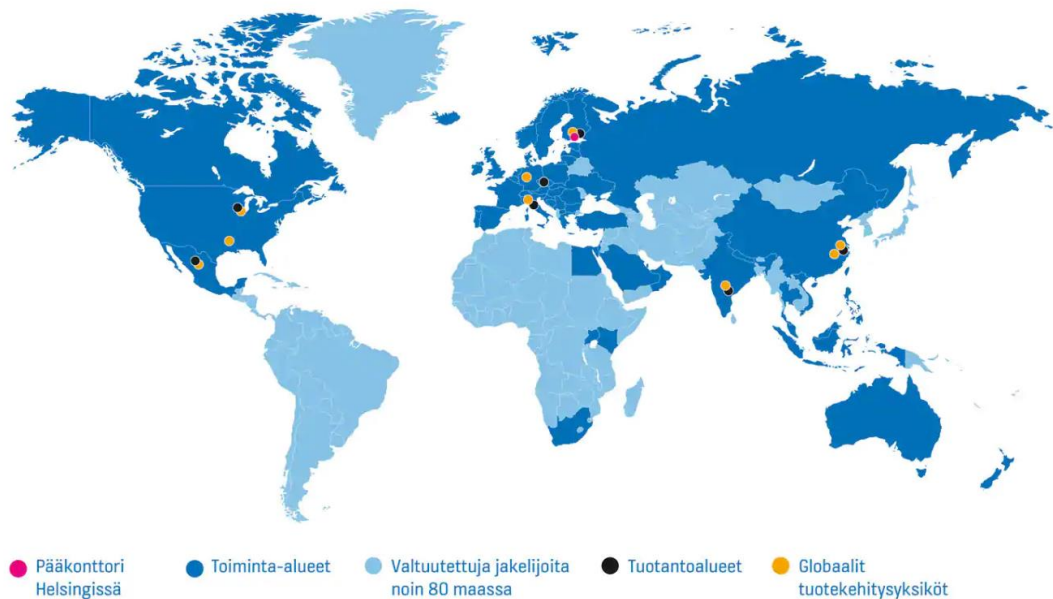 Pääkonttori
Helsingissä
Toiminta-alueet
Valtuutettuja jakelijoita
noin 80 maassa
Tuotantoalueet
Globaalit
tuotekehitysyksiköt